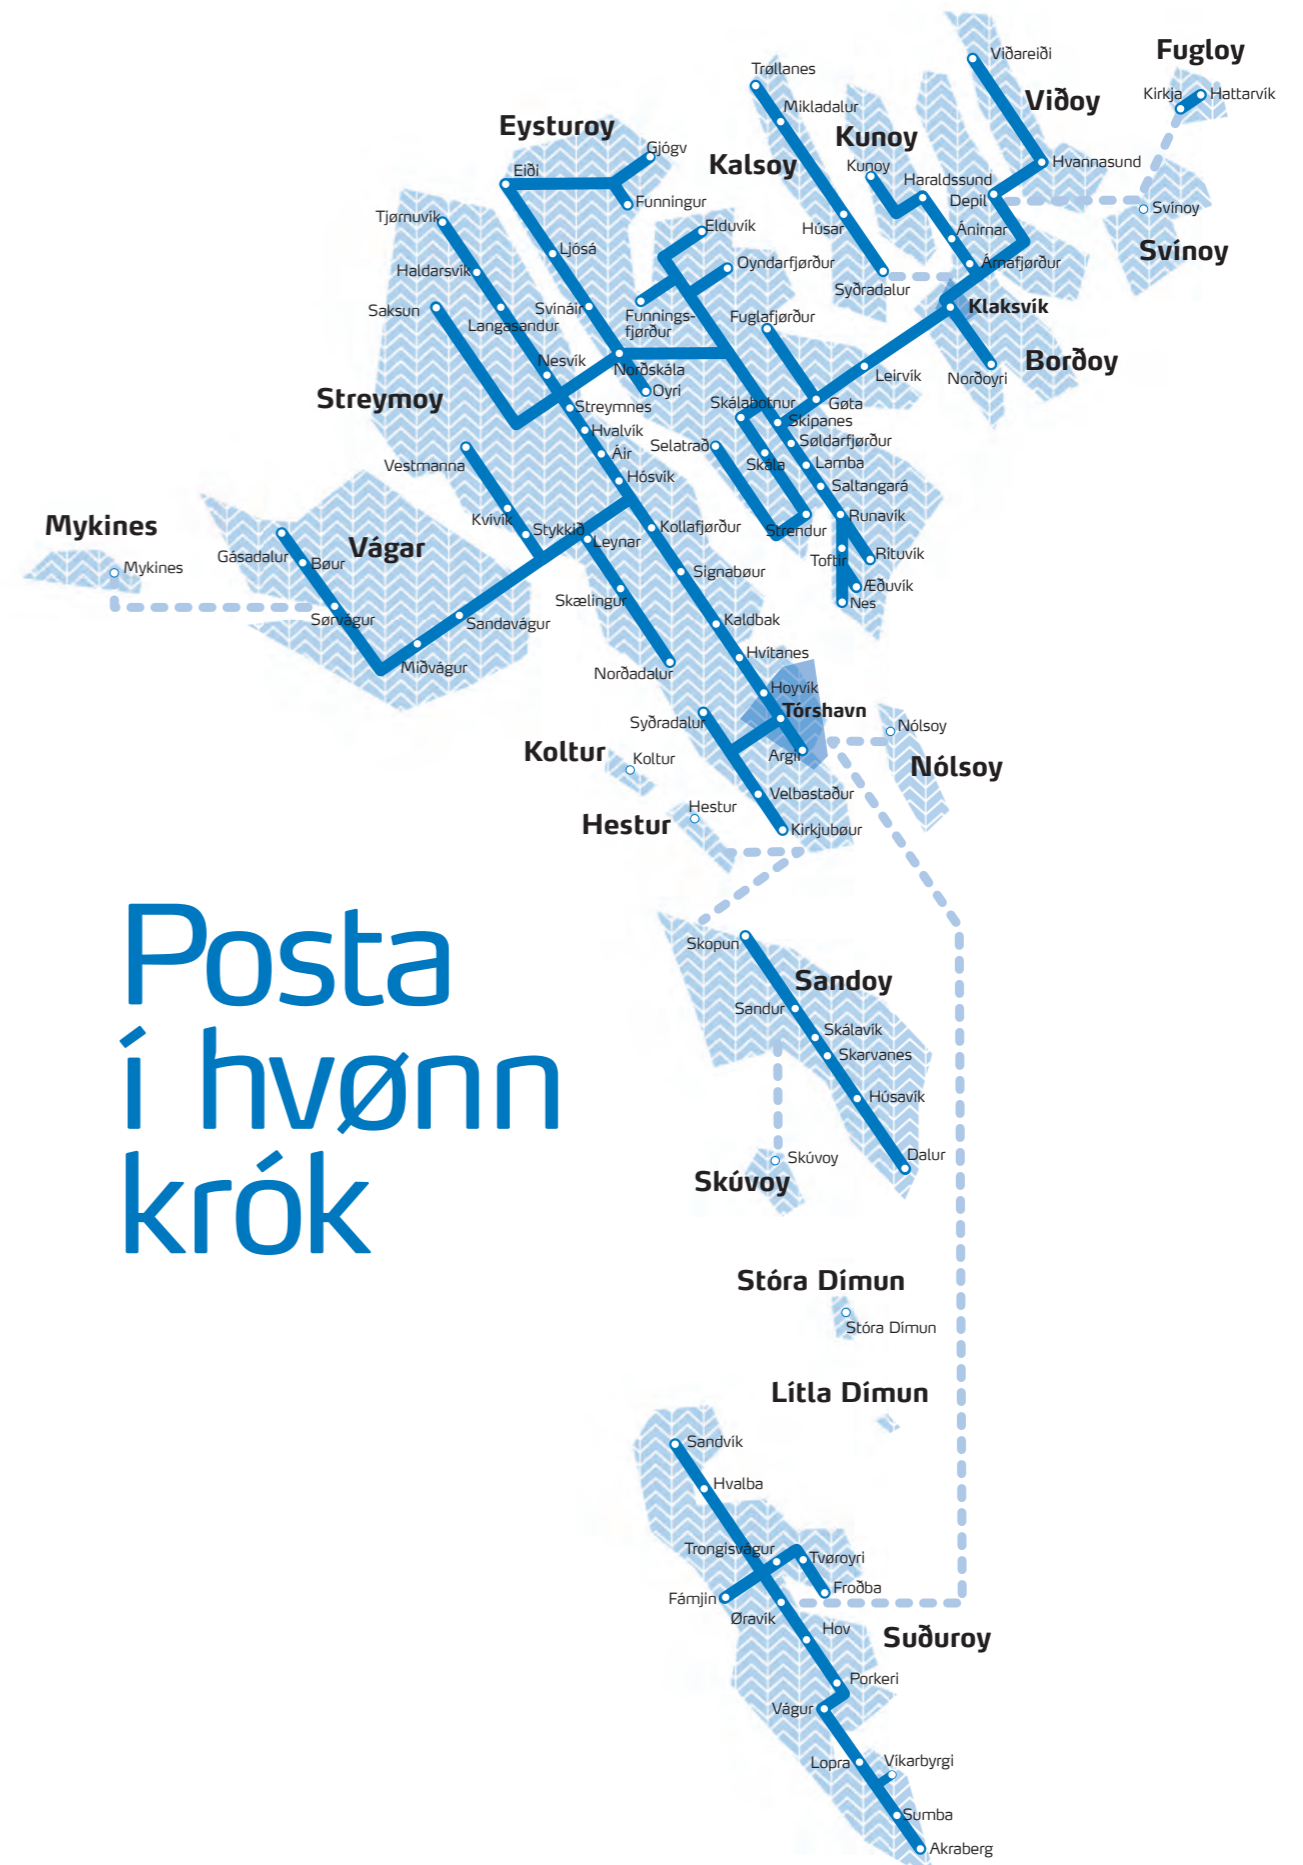 Viðareiði
Fugloy
Trøllanes
Kirkja
Hattarvík
Viðoy
Mikladalur
Eysturoy
Kunoy
Gjógv
Kalsoy
Kunoy
Hvannasund
Eiði
Haraldssund
Depil
Funningur
Svínoy
Tjørnuvík
Elduvík
Húsar
Ánirnar
Svínoy
Ljósá
Oyndarfjørður
Árnafjørður
Haldarsvík
Syðradalur
Saksun
Svínáir
Funnings-
fjørður
Fuglafjørður
Klaksvík
Langasandur
Nesvík
Norðskála
Leirvík
Norðoyri
Borðoy
Oyri
Streymoy
Streymnes
Skálabotnur
Gøta
Skipanes
Hvalvík
Selatrað
Søldarfjørður
Vestmanna
Áir
Skála
Lamba
Hósvík
Saltangará
Mykines
Kvívík
Stykkið
Leynar
Kollafjørður
Strendur
Runavík
Vágar
Gásadalur
Bøur
Toftir
Rituvík
Mykines
Signabøur
Æðuvík
Skælingur
Nes
Sørvágur
Sandavágur
Kaldbak
Miðvágur
Hvítanes
Norðadalur
Hoyvík
Syðradalur
Tórshavn
Nólsoy
Koltur
Koltur
Argir
Nólsoy
Velbastaður
Hestur
Hestur
Kirkjubøur
Posta
í hvønn
krók
Skopun
Sandoy
Sandur
Skálavík
Skarvanes
Húsavík
Skúvoy
Dalur
Skúvoy
Stóra Dímun
Stóra Dímun
Lítla Dímun
Sandvík
Hvalba
Trongisvágur
Tvøroyri
Froðba
Fámjin
Øravík
Hov
Suðuroy
Porkeri
Vágur
Lopra
Víkarbyrgi
Sumba
Akraberg